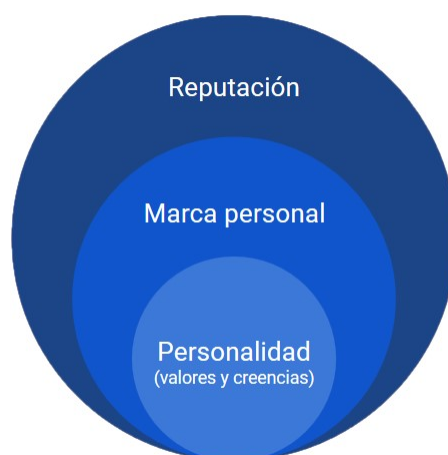 Reputación
Marca personal
Personalidad
(valores y creencias)